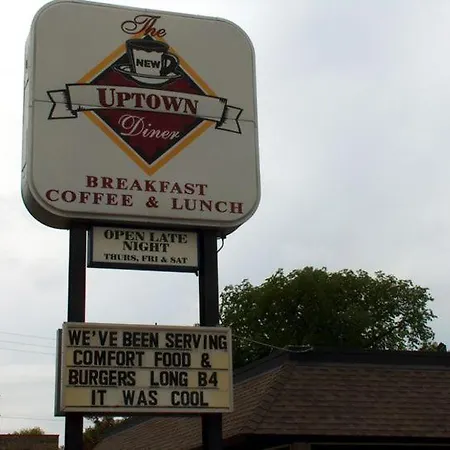 The
NEW
UPTOWN
Diner
BREAKFAST
COFFEE & LUNCH
OPEN LATE
NIGHT
THURS, FRI & SAT
WE'VE BEEN SERVING
COMFORT FOOD &
BURGERS LONG B4
IT WAS COOL